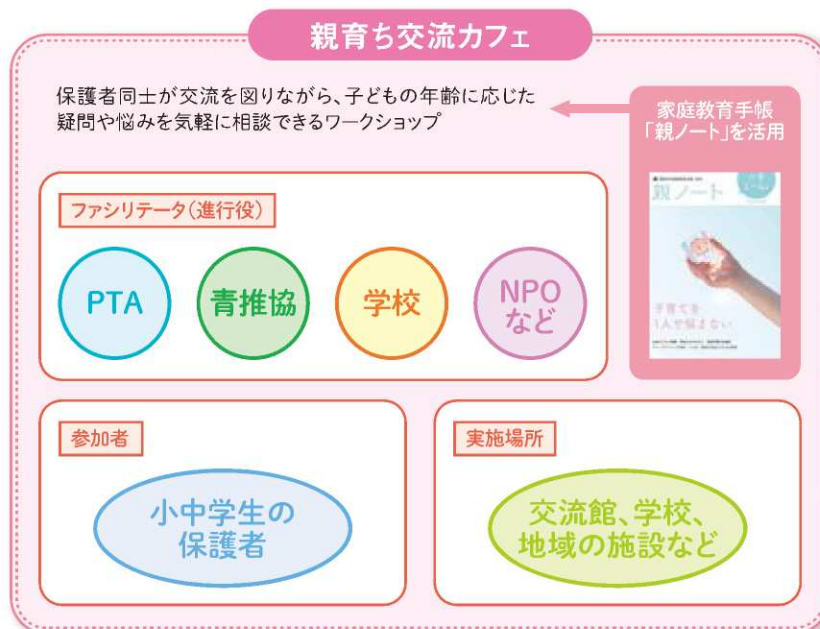 親育ち交流カフェ
保護者同士が交流を図りながら、子どもの年齢に応じた
疑問や悩みを気軽に相談できるワークショップ
家庭教育手帳
「親ノート」を活用
親ノート
子育てを
1人で悩まない
ファシリテータ(進行役)
PTA
青推協
学校
NPO
など
参加者
小中学生の
保護者
実施場所
交流館、学校、
地域の施設など